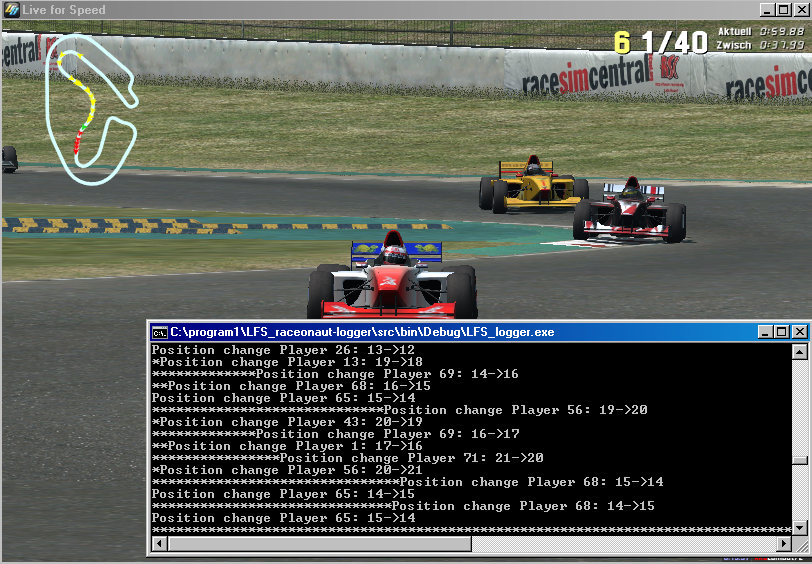 Live for Speed
central
racesimcentral
racesim
6 1/40
Aktuell 0:59.88
Zwisch 0:37.99
C:\program1\LFS_raceonaut-logger\src\bin\Debug\LFS_logger.exe
Position change Player 26: 13->12
*Position change Player 13: 19->18
*************Position change Player 69: 14->16
**Position change Player 68: 16->15
Position change Player 65: 15->14
*****************************Position change Player 56: 19->20
*Position change Player 43: 20->19
*************Position change Player 69: 16->17
**Position change Player 1: 17->16
****************Position change Player 71: 21->20
*Position change Player 56: 20->21
*******************************Position change Player 68: 15->14
Position change Player 65: 14->15
******************************Position change Player 68: 14->15
Position change Player 65: 15->14
********************************************************************************